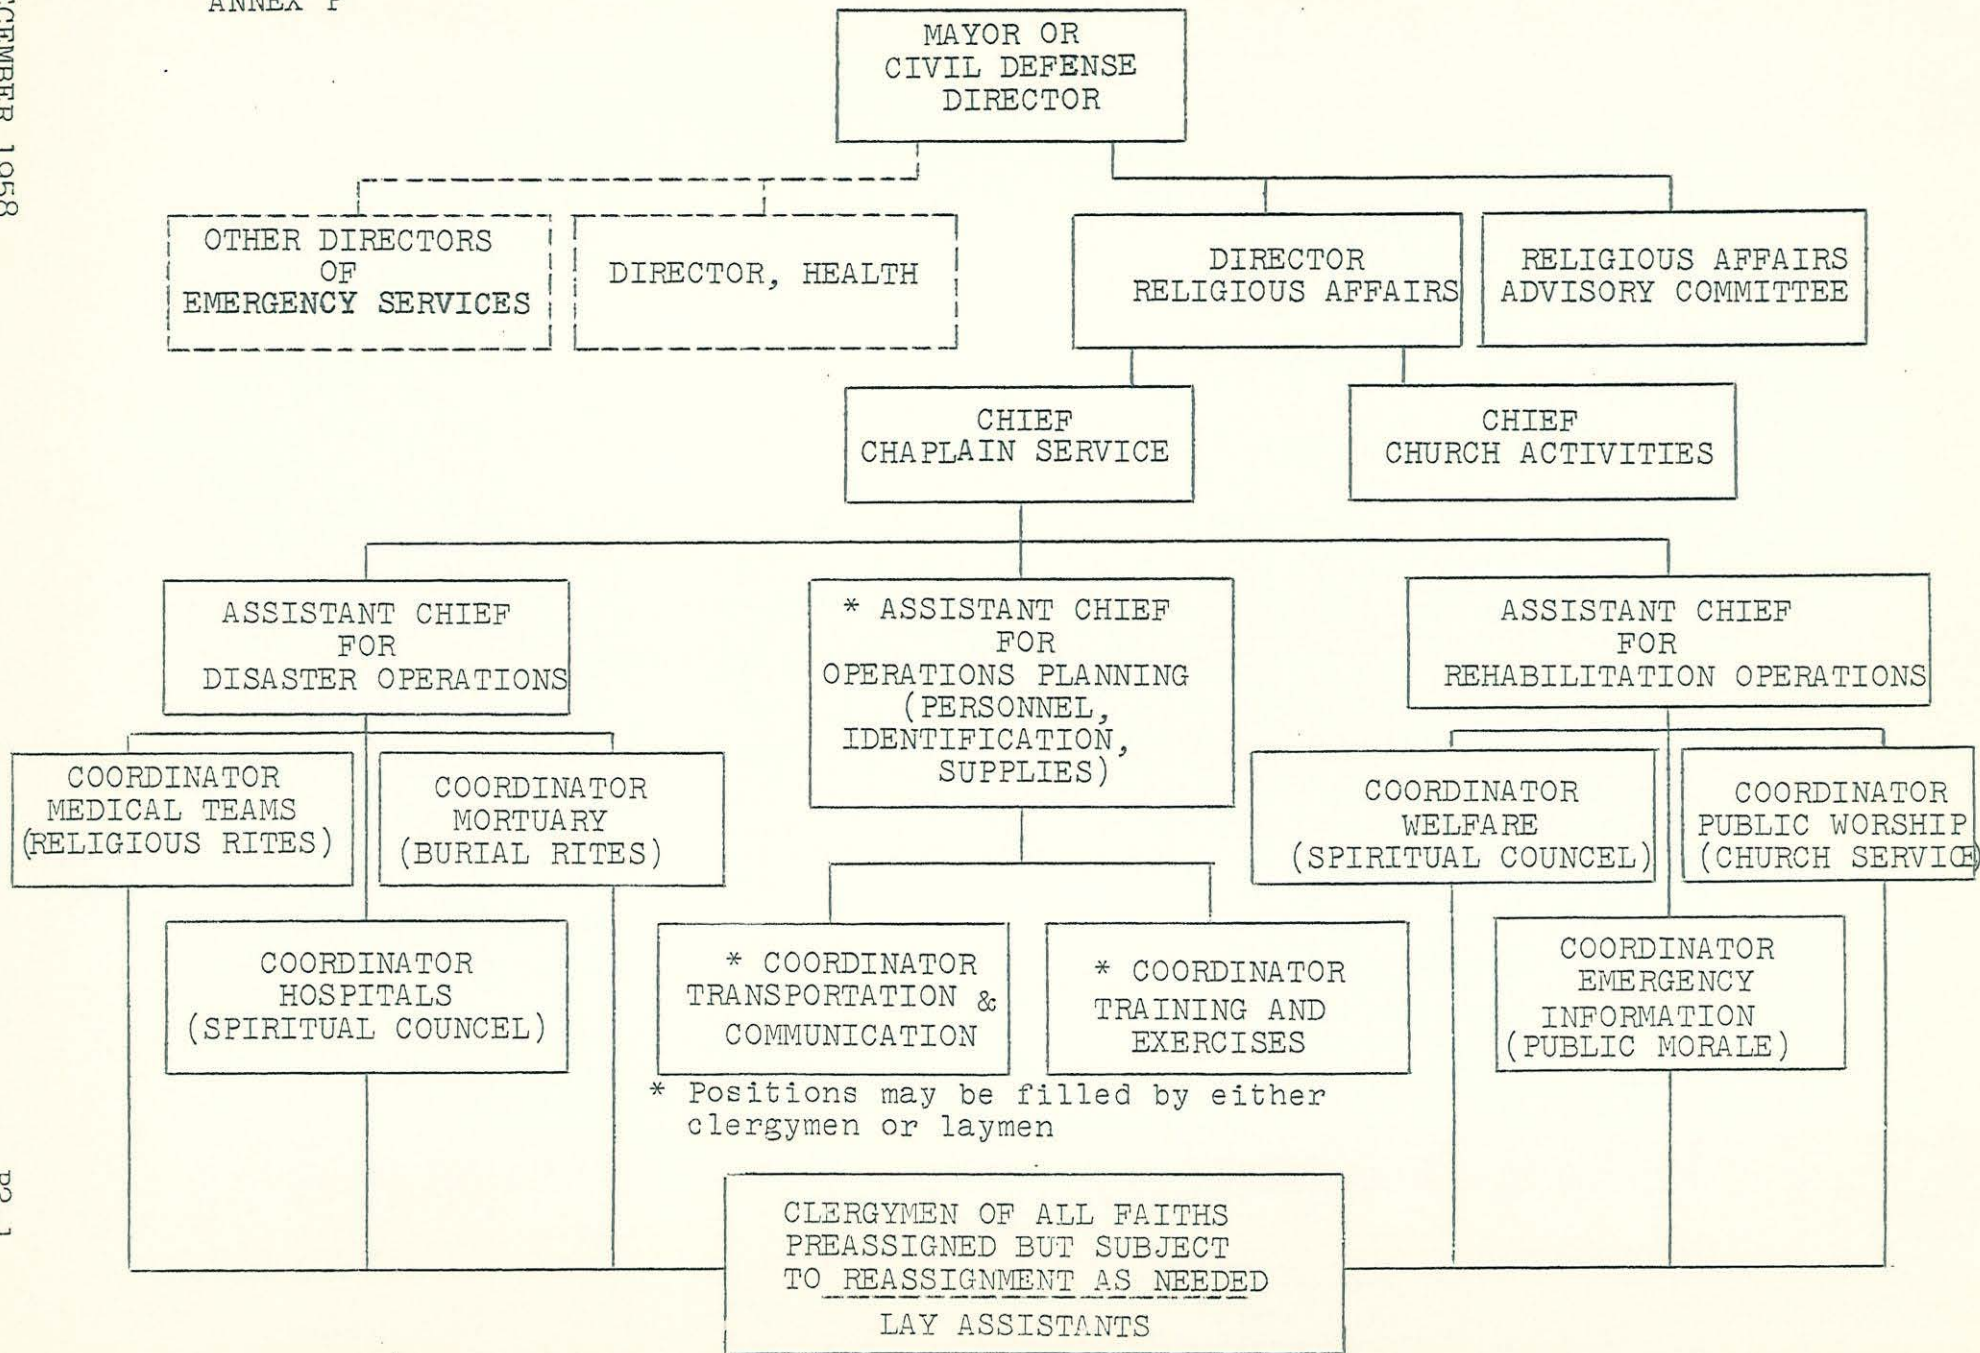 ANNEX P
MAYOR OR
CIVIL DEFENSE
DIRECTOR
OTHER DIRECTORS
OF
EMERGENCY SERVICES
DIRECTOR, HEALTH
DIRECTOR
RELIGIOUS AFFAIRS
RELIGIOUS AFFAIRS
ADVISORY COMMITTEE
CHIEF
CHAPLAIN SERVICE
CHIEF
CHURCH ACTIVITIES
ASSISTANT CHIEF
FOR
DISASTER OPERATIONS
* ASSISTANT CHIEF
FOR
OPERATIONS PLANNING
(PERSONNEL,
IDENTIFICATION,
SUPPLIES)
ASSISTANT CHIEF
FOR
REHABILITATION OPERATIONS
COORDINATOR
MEDICAL TEAMS
(RELIGIOUS RITES)
COORDINATOR
MORTUARY
(BURIAL RITES)
COORDINATOR
WELFARE
(SPIRITUAL COUNCEL)
COORDINATOR
PUBLIC WORSHIP
(CHURCH SERVICE)
COORDINATOR
HOSPITALS
(SPIRITUAL COUNCEL)
* COORDINATOR
TRANSPORTATION &
COMMUNICATION
* COORDINATOR
TRAINING AND
EXERCISES
COORDINATOR
EMERGENCY
INFORMATION
(PUBLIC MORALE)
* Positions may be filled by either
clergymen or laymen
CLERGYMEN OF ALL FAITHS
PREASSIGNED BUT SUBJECT
TO REASSIGNMENT AS NEEDED
LAY ASSISTANTS
1958